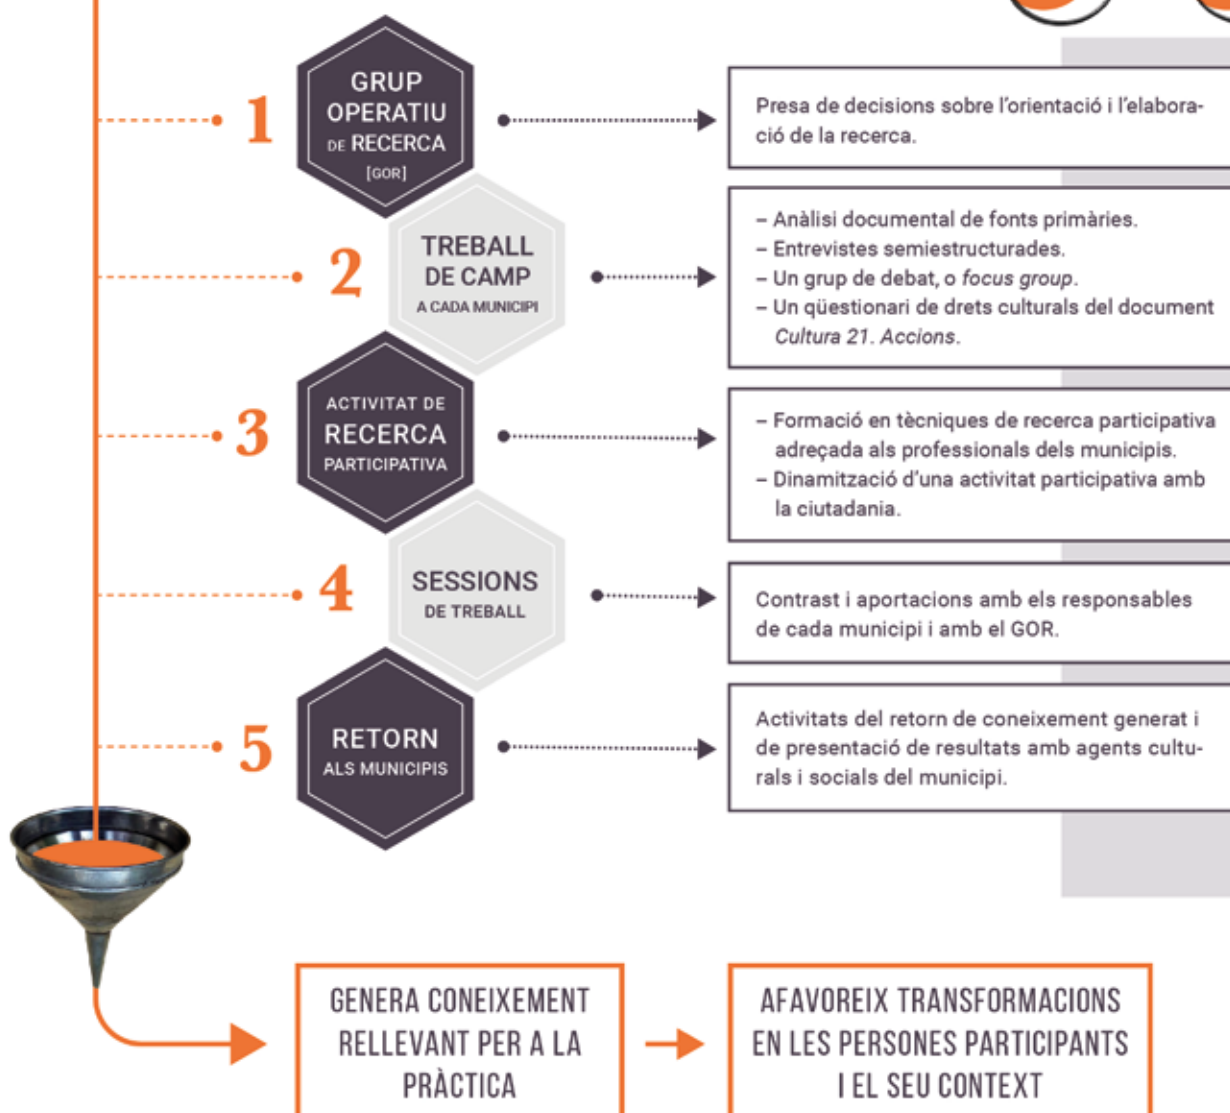 1
GRUP
OPERATIU
DE RECERCA
[GOR]
Presa de decisions sobre l'orientació i l'elabora-
ció de la recerca.
2
TREBALL
DE CAMP
A CADA MUNICIPI
– Anàlisi documental de fonts primàries.
– Entrevistes semiestructurades.
– Un grup de debat, o focus group.
– Un qüestionari de drets culturals del document
Cultura 21. Accions.
3
ACTIVITAT DE
RECERCA
PARTICIPATIVA
– Formació en tècniques de recerca participativa
adreçada als professionals dels municipis.
– Dinamització d'una activitat participativa amb
la ciutadania.
4
SESSIONS
DE TREBALL
Contrast i aportacions amb els responsables
de cada municipi i amb el GOR.
5
RETORN
ALS MUNICIPIS
Activitats del retorn de coneixement generat i
de presentació de resultats amb agents cultu-
rals i socials del municipi.
GENERA CONEIXEMENT
RELLEVANT PER A LA
PRÀCTICA
AFAVOREIX TRANSFORMACIONS
EN LES PERSONES PARTICIPANTS
I EL SEU CONTEXT